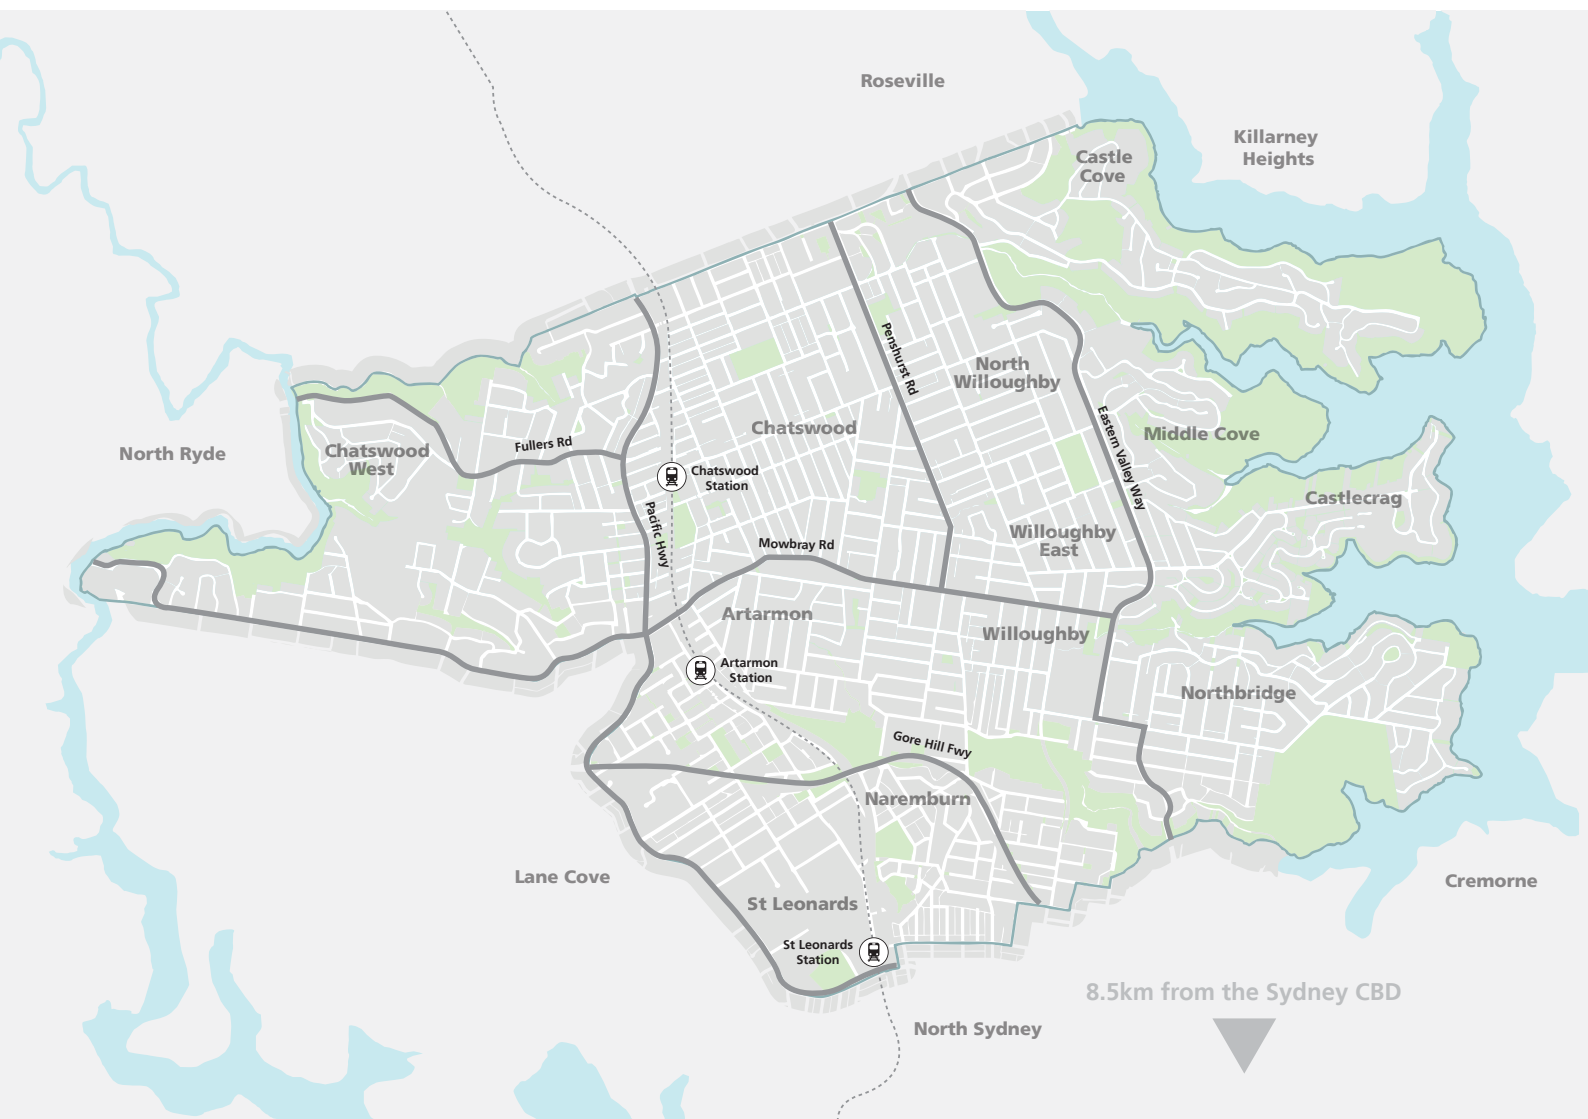 Roseville
Killarney
Heights
Castle
Cove
Penshurst Rd
North
Willoughby
Chatswood
Eastern Valley Way
Middle Cove
North Ryde
Chatswood
West
Fullers Rd
Chatswood
Station
Castlecrag
Pacific Hwy
Mowbray Rd
Willoughby
East
Artarmon
Willoughby
Artarmon
Station
Northbridge
Gore Hill Fwy
Naremburn
Lane Cove
Cremorne
St Leonards
St Leonards
Station
8.5km from the Sydney CBD
North Sydney